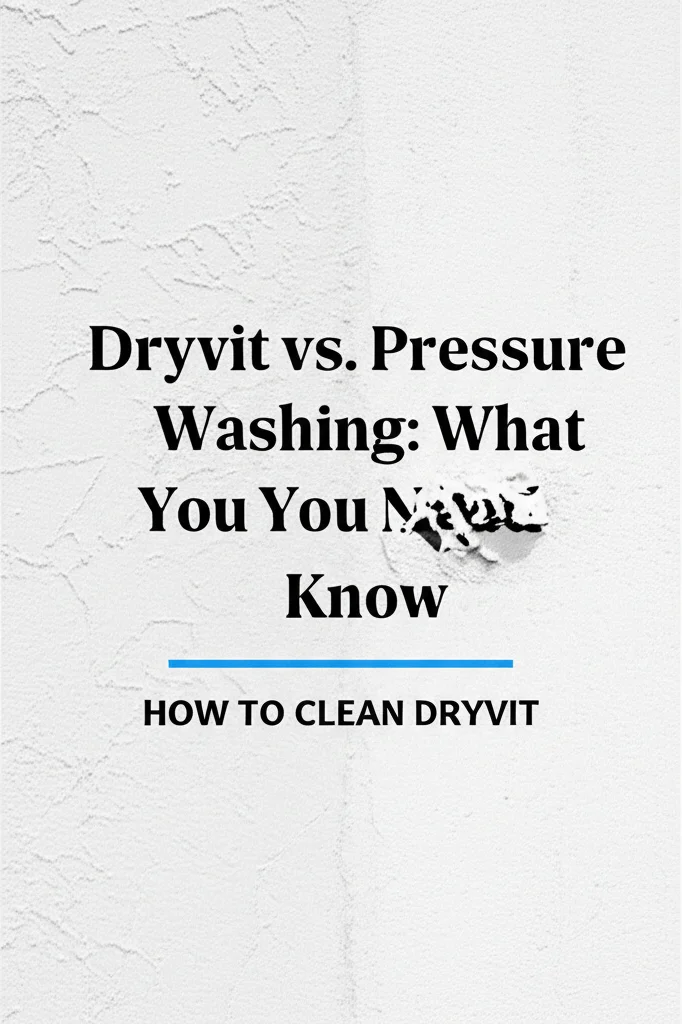 Dryvit vs. Pressure
Washing: What
You You
Know
HOW TO CLEAN DRYVIT